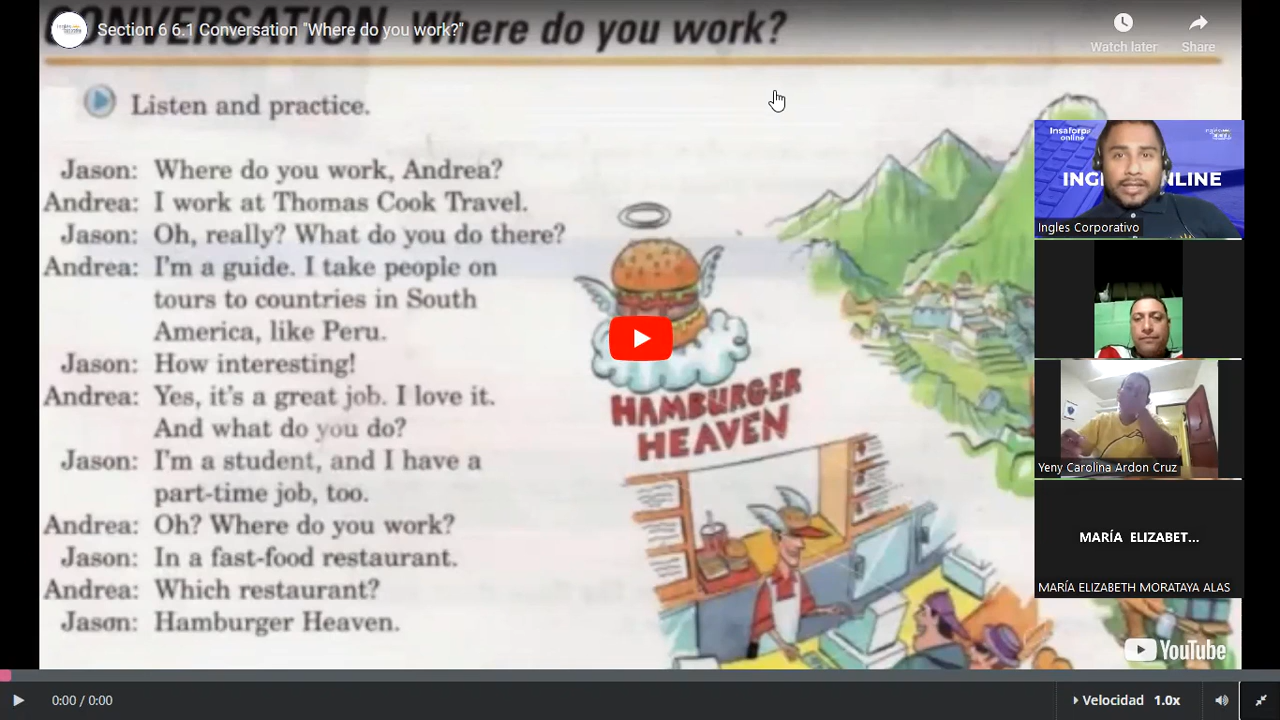 CONVERSATION Where do you work?
Section 6 6.1 Conversation "Where do you work?"
Watch later
Share
Listen and practice.
Jason: Where do you work, Andrea?
Andrea: I work at Thomas Cook Travel.
Jason: Oh, really? What do you do there?
Andrea: I'm a guide. I take people on
tours to countries in South
America, like Peru.
Jason: How interesting!
Andrea: Yes, it's a great job. I love it.
And what do you do?
Jason: I'm a student, and I have a
part-time job, too.
Andrea: Oh? Where do you work?
Jason: In a fast-food restaurant.
Andrea: Which restaurant?
Jason: Hamburger Heaven.
HAMBURGER
HEAVEN
Insaforp
online
Ingles Corporativo
Yeny Carolina Ardon Cruz
MARÍA ELIZABET...
MARÍA ELIZABETH MORATAYA ALAS
YouTube
0:00 / 0:00
Velocidad 1.0x